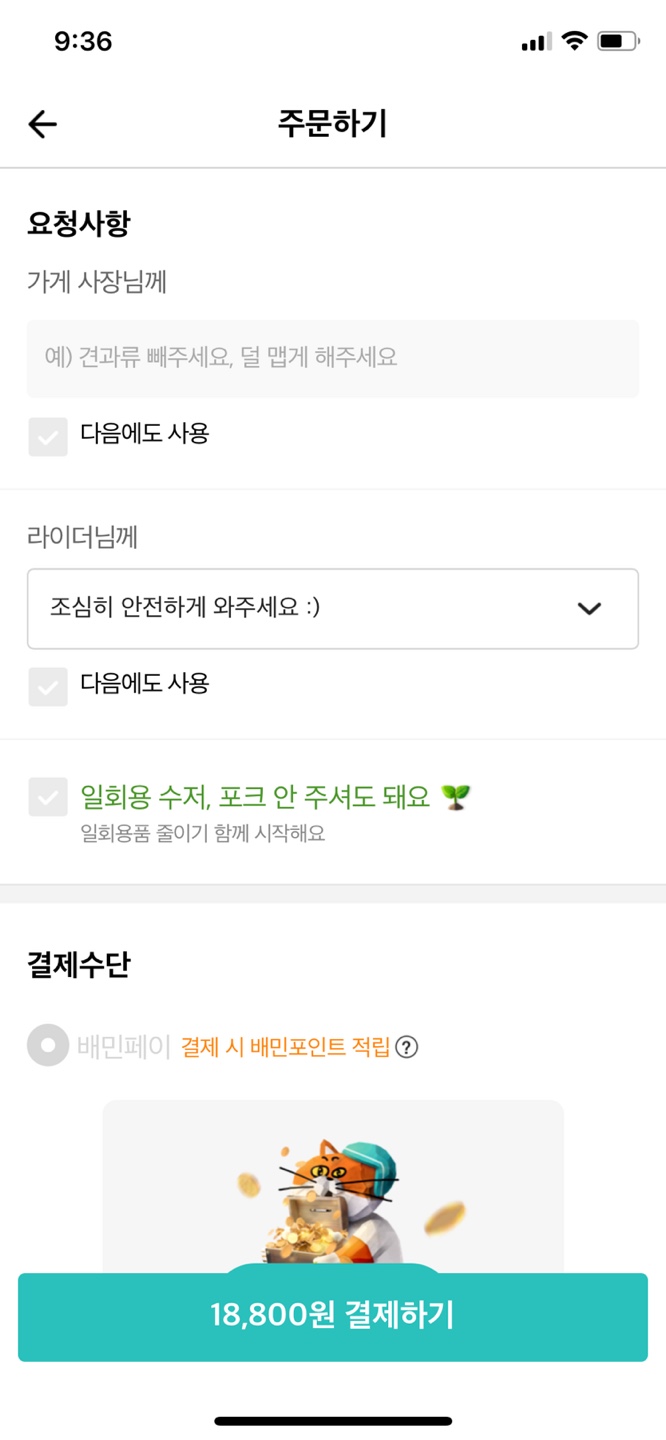 9:36
주문하기
요청사항
가게 사장님께
예) 견과류 빼주세요, 덜 맵게 해주세요
다음에도 사용
라이더님께
조심히 안전하게 와주세요 :)
다음에도 사용
일회용 수저, 포크 안 주셔도 돼요 🌱
일회용품 줄이기 함께 시작해요
결제수단
배민페이 결제 시 배민포인트 적립 ?
18,800원 결제하기